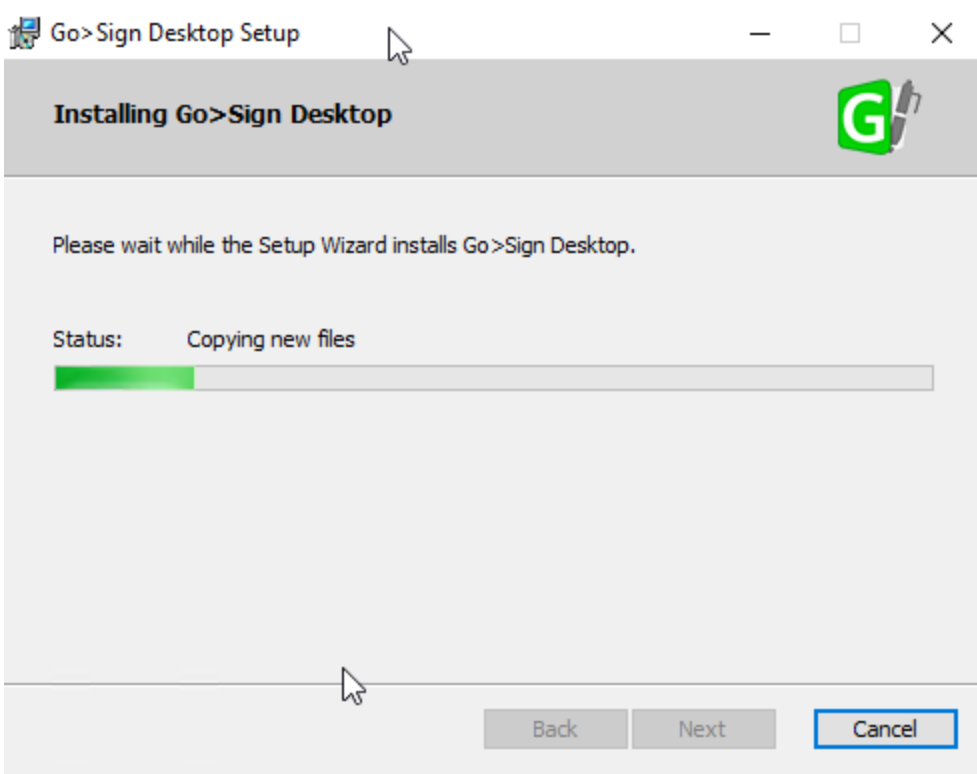 Go>Sign Desktop Setup
Installing Go>Sign Desktop
G
Please wait while the Setup Wizard installs Go>Sign Desktop.
Status: Copying new files
Back Next Cancel